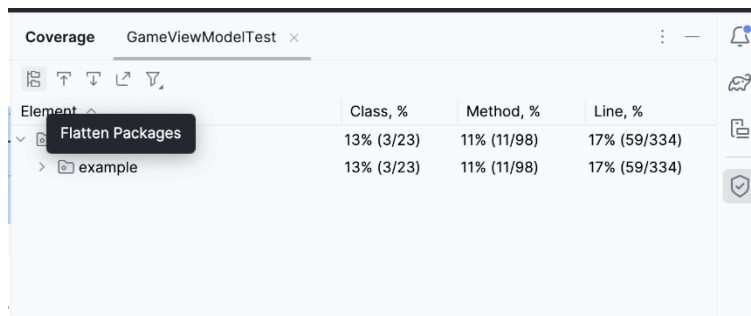 Coverage GameViewModelTest
Element Class, % Method, % Line, %
Flatten Packages
13% (3/23) 11% (11/98) 17% (59/334)
example 13% (3/23) 11% (11/98) 17% (59/334)